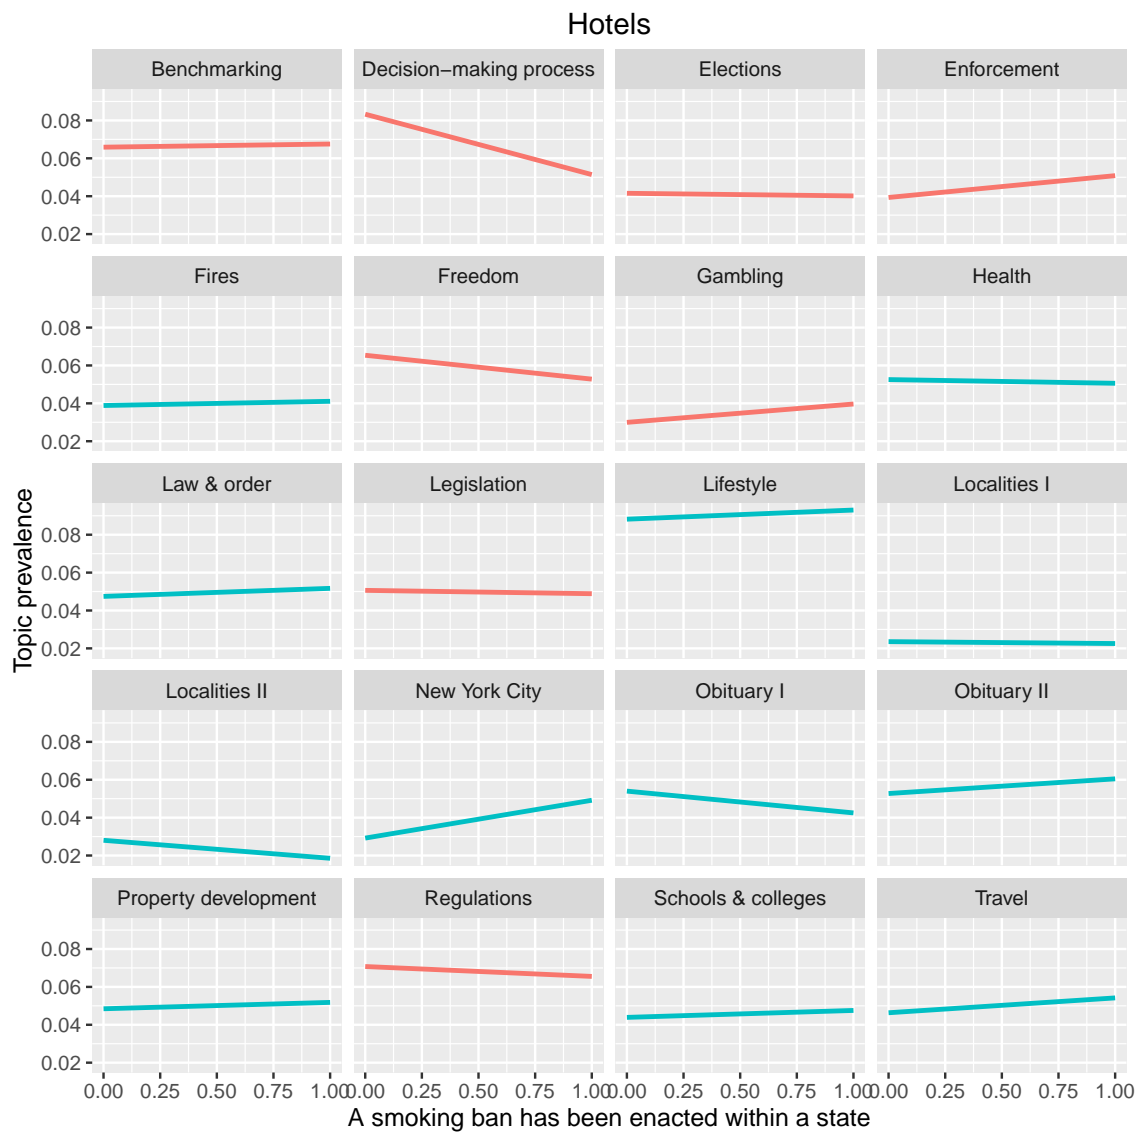 Hotels
Benchmarking Decision−making process Elections Enforcement
0.08
0.06
0.04
0.02
Fires Freedom Gambling Health
0.08
0.06
0.04
0.02
Law & order Legislation Lifestyle Localities I
0.08
0.06
0.04
0.02
Topic prevalence
Localities II New York City Obituary I Obituary II
0.08
0.06
0.04
0.02
Property development Regulations Schools & colleges Travel
0.08
0.06
0.04
0.02
0.00 0.25 0.50 0.75 1.00 0.00 0.25 0.50 0.75 1.00 0.00 0.25 0.50 0.75 1.00 0.00 0.25 0.50 0.75 1.00
A smoking ban has been enacted within a state